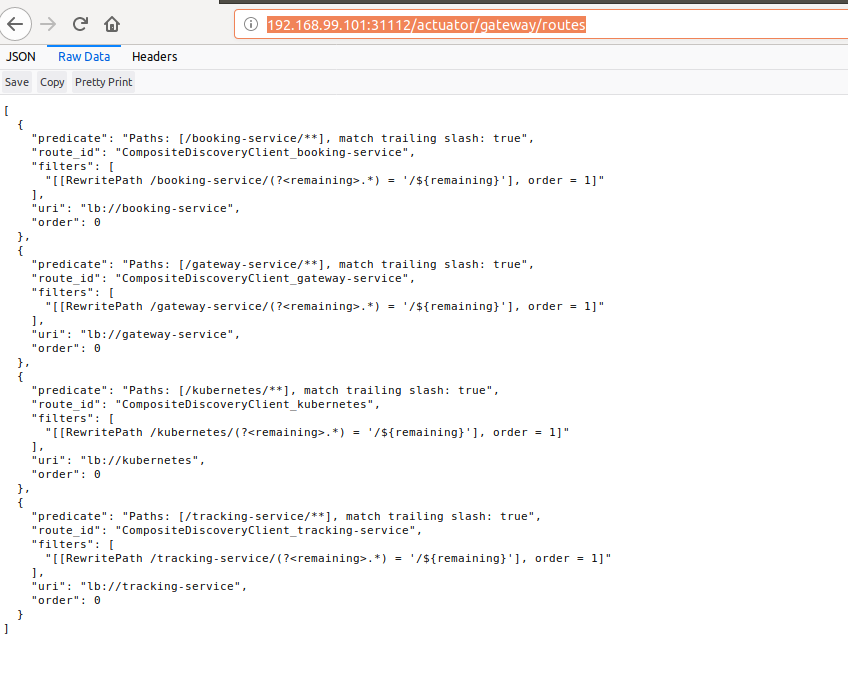 192.168.99.101:31112/actuator/gateway/routes
JSON Raw Data Headers
Save Copy Pretty Print
[
  {
    "predicate": "Paths: [/booking-service/**], match trailing slash: true",
    "route_id": "CompositeDiscoveryClient_booking-service",
    "filters": [
      "[[RewritePath /booking-service/(?<remaining>.*) = '/${remaining}'], order = 1]"
    ],
    "uri": "lb://booking-service",
    "order": 0
  },
  {
    "predicate": "Paths: [/gateway-service/**], match trailing slash: true",
    "route_id": "CompositeDiscoveryClient_gateway-service",
    "filters": [
      "[[RewritePath /gateway-service/(?<remaining>.*) = '/${remaining}'], order = 1]"
    ],
    "uri": "lb://gateway-service",
    "order": 0
  },
  {
    "predicate": "Paths: [/kubernetes/**], match trailing slash: true",
    "route_id": "CompositeDiscoveryClient_kubernetes",
    "filters": [
      "[[RewritePath /kubernetes/(?<remaining>.*) = '/${remaining}'], order = 1]"
    ],
    "uri": "lb://kubernetes",
    "order": 0
  },
  {
    "predicate": "Paths: [/tracking-service/**], match trailing slash: true",
    "route_id": "CompositeDiscoveryClient_tracking-service",
    "filters": [
      "[[RewritePath /tracking-service/(?<remaining>.*) = '/${remaining}'], order = 1]"
    ],
    "uri": "lb://tracking-service",
    "order": 0
  }
]